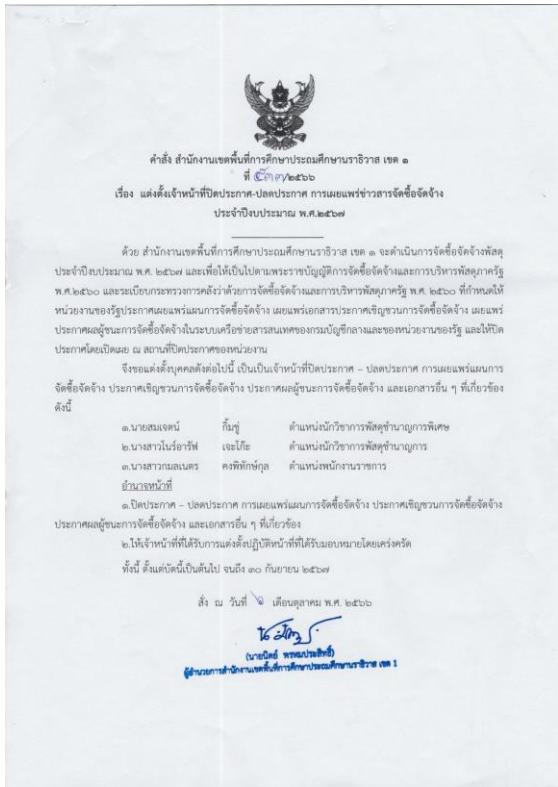 คำสั่ง สำนักงานเขตพื้นที่การศึกษาประถมศึกษานราธิวาส เขต ๑
ที่ ๕๓๗/๒๕๖๖
เรื่อง แต่งตั้งเจ้าหน้าที่ปิดประกาศ-ปลดประกาศ การเผยแพร่ข่าวสารจัดซื้อจัดจ้าง
ประจำปีงบประมาณ พ.ศ.๒๕๖๗
ด้วย สำนักงานเขตพื้นที่การศึกษาประถมศึกษานราธิวาส เขต ๑ จะดำเนินการจัดซื้อจัดจ้างพัสดุ
ประจำปีงบประมาณ พ.ศ. ๒๕๖๗ และเพื่อให้เป็นไปตามพระราชบัญญัติการจัดซื้อจัดจ้างและการบริหารพัสดุภาครัฐ
พ.ศ.๒๕๖๐ และระเบียบกระทรวงการคลังว่าด้วยการจัดซื้อจัดจ้างและการบริหารพัสดุภาครัฐ พ.ศ. ๒๕๖๐ ที่กำหนดให้
หน่วยงานของรัฐประกาศเผยแพร่แผนการจัดซื้อจัดจ้าง เผยแพร่เอกสารประกาศเชิญชวนการจัดซื้อจัดจ้าง เผยแพร่
ประกาศผลผู้ชนะการจัดซื้อจัดจ้างในระบบเครือข่ายสารสนเทศของกรมบัญชีกลางและของหน่วยงานของรัฐ และให้ปิด
ประกาศโดยเปิดเผย ณ สถานที่ปิดประกาศของหน่วยงาน
จึงขอแต่งตั้งบุคคลดังต่อไปนี้ เป็นเป็นเจ้าหน้าที่ปิดประกาศ – ปลดประกาศ การเผยแพร่แผนการ
จัดซื้อจัดจ้าง ประกาศเชิญชวนการจัดซื้อจัดจ้าง ประกาศผลผู้ชนะการจัดซื้อจัดจ้าง และเอกสารอื่น ๆ ที่เกี่ยวข้อง
ดังนี้
๑.นายสมเจตน์ กิ้มซู่ ตำแหน่งนักวิชาการพัสดุชำนาญการพิเศษ
๒.นางสาวไนร์อารัฟ เจะโก๊ะ ตำแหน่งนักวิชาการพัสดุชำนาญการ
๓.นางสาวกมลเนตร คงพิทักษ์กุล ตำแหน่งพนักงานราชการ
อำนาจหน้าที่
๑.ปิดประกาศ – ปลดประกาศ การเผยแพร่แผนการจัดซื้อจัดจ้าง ประกาศเชิญชวนการจัดซื้อจัดจ้าง
ประกาศผลผู้ชนะการจัดซื้อจัดจ้าง และเอกสารอื่น ๆ ที่เกี่ยวข้อง
๒.ให้เจ้าหน้าที่ที่ได้รับการแต่งตั้งปฏิบัติหน้าที่ที่ได้รับมอบหมายโดยเคร่งครัด
ทั้งนี้ ตั้งแต่บัดนี้เป็นต้นไป จนถึง ๓๐ กันยายน ๒๕๖๗
สั่ง ณ วันที่ เดือนตุลาคม พ.ศ. ๒๕๖๖
(นายนิตย์ พรหมประสิทธิ์)
ผู้อำนวยการสำนักงานเขตพื้นที่การศึกษาประถมศึกษานราธิวาส เขต 1